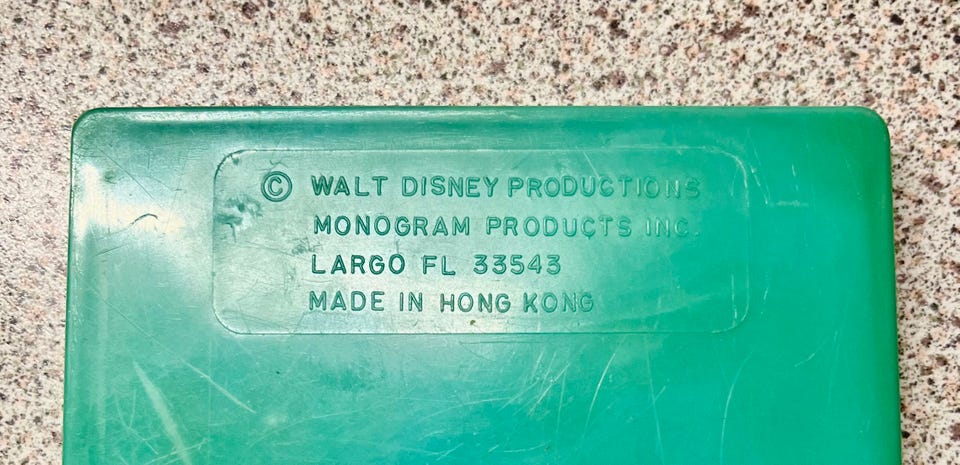 © WALT DISNEY PRODUCTIONS
MONOGRAM PRODUCTS INC.
LARGO FL 33543
MADE IN HONG KONG